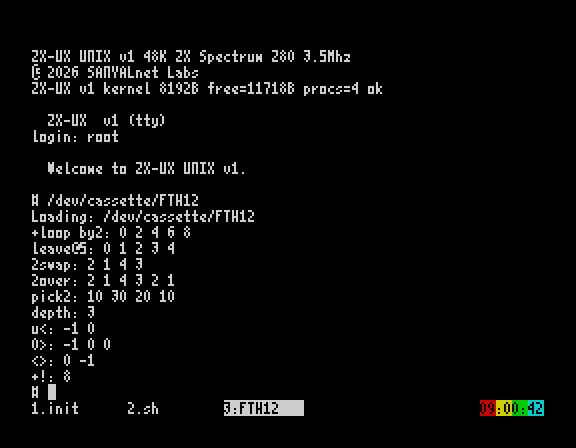 ZX-UX UNIX v1 48K ZX Spectrum Z80 3.5Mhz
© 2026 SANYALnet Labs
ZX-UX v1 kernel 8192B free=11718B procs=4 ok
ZX-UX v1 (tty)
login: root
Welcome to ZX-UX UNIX v1.
# /dev/cassette/FTH12
Loading: /dev/cassette/FTH12
+loop by2: 0 2 4 6 8
leave@5: 0 1 2 3 4
2swap: 2 1 4 3
2over: 2 1 4 3 2 1
pick2: 10 30 20 10
depth: 3
u<: -1 0
0>: -1 0 0
<>: 0 -1
+!: 8
#
1.init 2.sh 3.FTH12 09:00:42